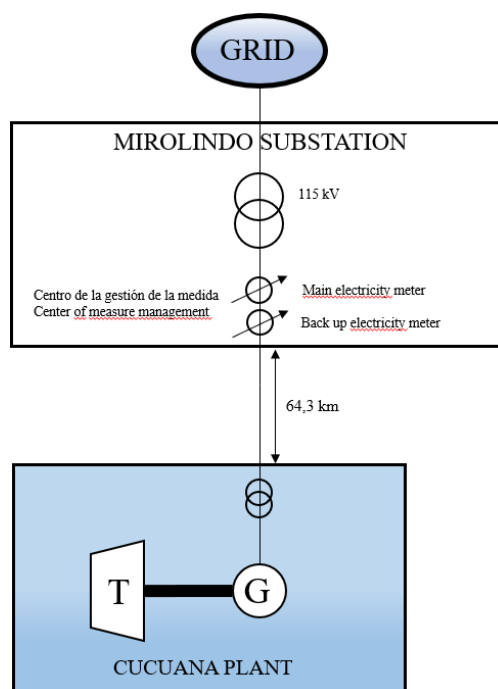 GRID
MIROLINDO SUBSTATION
115 kV
Centro de la gestión de la medida
Center of measure management
Main electricity meter
Back up electricity meter
64,3 km
T
G
CUCUANA PLANT